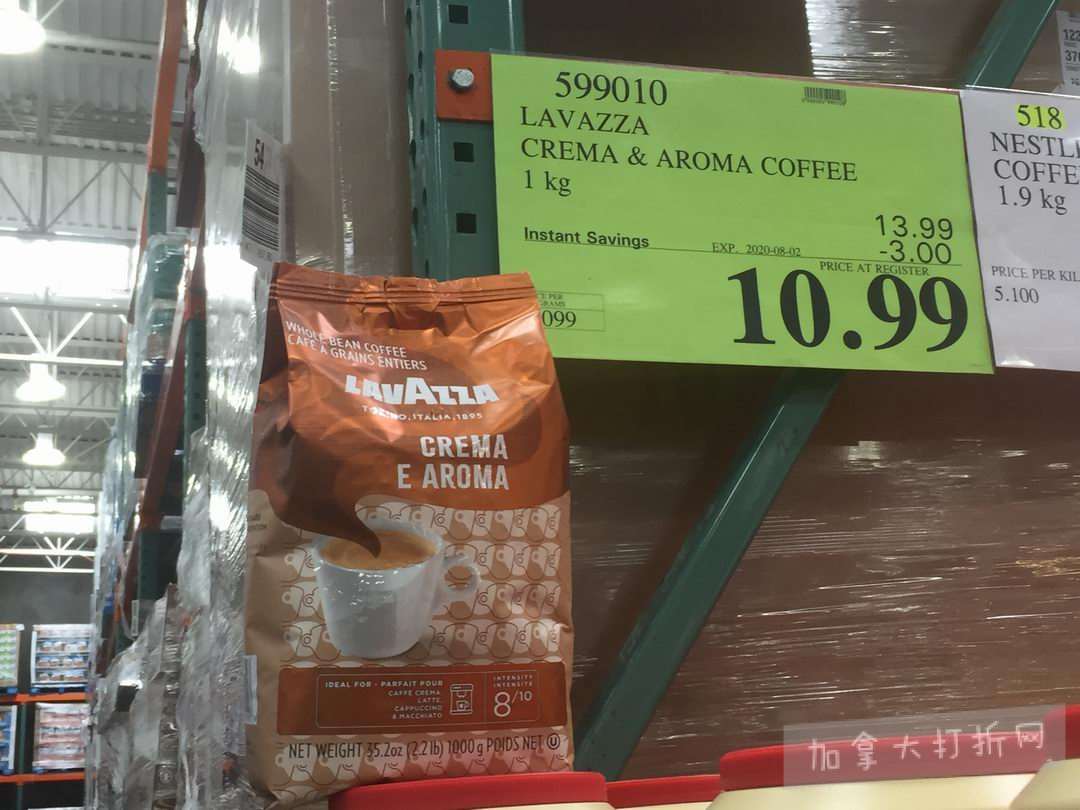 599010
LAVAZZA
CREMA & AROMA COFFEE
1 kg
13.99
Instant Savings EXP. 2020-08-02 -3.00
PRICE AT REGISTER
10.99
099
518
COFFE
1.9 kg
PRICE PER KIL
5.100
54
WHOLE BEAN COFFEE
CAFÉ À GRAINS ENTIERS
LAVAZZA
TORINO, ITALIA, 1895
CREMA
E AROMA
IDEAL FOR • PARFAIT POUR
CAFFÈ CREMA,
LATTE,
CAPPUCCINO
& MACCHIATO
INTENSITY
INTENSITÉ
8/10
NET WEIGHT 35.2oz (2.2 lb) 1000 g POIDS NET
加拿大打折网